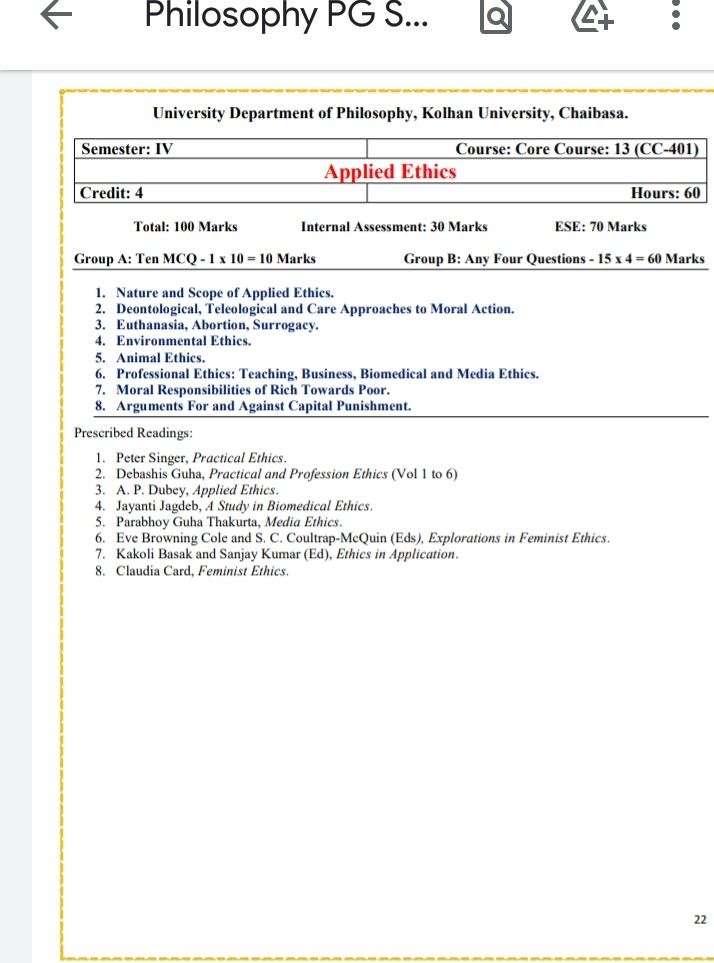 Philosophy PG S...
University Department of Philosophy, Kolhan University, Chaibasa.
Semester: IV Course: Core Course: 13 (CC-401)
Applied Ethics
Credit: 4 Hours: 60
Total: 100 Marks Internal Assessment: 30 Marks ESE: 70 Marks
Group A: Ten MCQ - 1 x 10 = 10 Marks Group B: Any Four Questions - 15 x 4 = 60 Marks
1. Nature and Scope of Applied Ethics.
2. Deontological, Teleological and Care Approaches to Moral Action.
3. Euthanasia, Abortion, Surrogacy.
4. Environmental Ethics.
5. Animal Ethics.
6. Professional Ethics: Teaching, Business, Biomedical and Media Ethics.
7. Moral Responsibilities of Rich Towards Poor.
8. Arguments For and Against Capital Punishment.
Prescribed Readings:
1. Peter Singer, Practical Ethics.
2. Debashis Guha, Practical and Profession Ethics (Vol 1 to 6)
3. A. P. Dubey, Applied Ethics.
4. Jayanti Jagdeb, A Study in Biomedical Ethics.
5. Parabhoy Guha Thakurta, Media Ethics.
6. Eve Browning Cole and S. C. Coultrap-McQuin (Eds), Explorations in Feminist Ethics.
7. Kakoli Basak and Sanjay Kumar (Ed), Ethics in Application.
8. Claudia Card, Feminist Ethics.
22